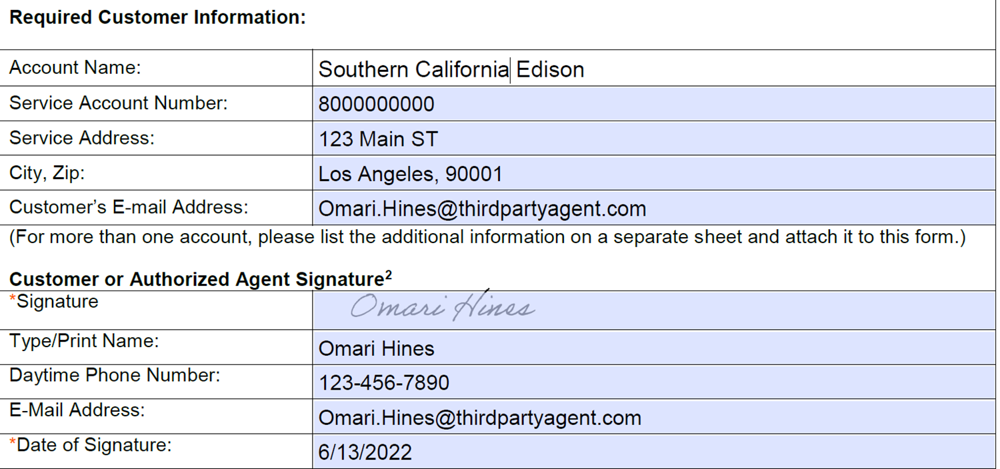 Required Customer Information:
Account Name: Southern California Edison
Service Account Number: 8000000000
Service Address: 123 Main ST
City, Zip: Los Angeles, 90001
Customer’s E-mail Address: Omari.Hines@thirdpartyagent.com
(For more than one account, please list the additional information on a separate sheet and attach it to this form.)
Customer or Authorized Agent Signature²
*Signature Omari Hines
Type/Print Name: Omari Hines
Daytime Phone Number: 123-456-7890
E-Mail Address: Omari.Hines@thirdpartyagent.com
*Date of Signature: 6/13/2022